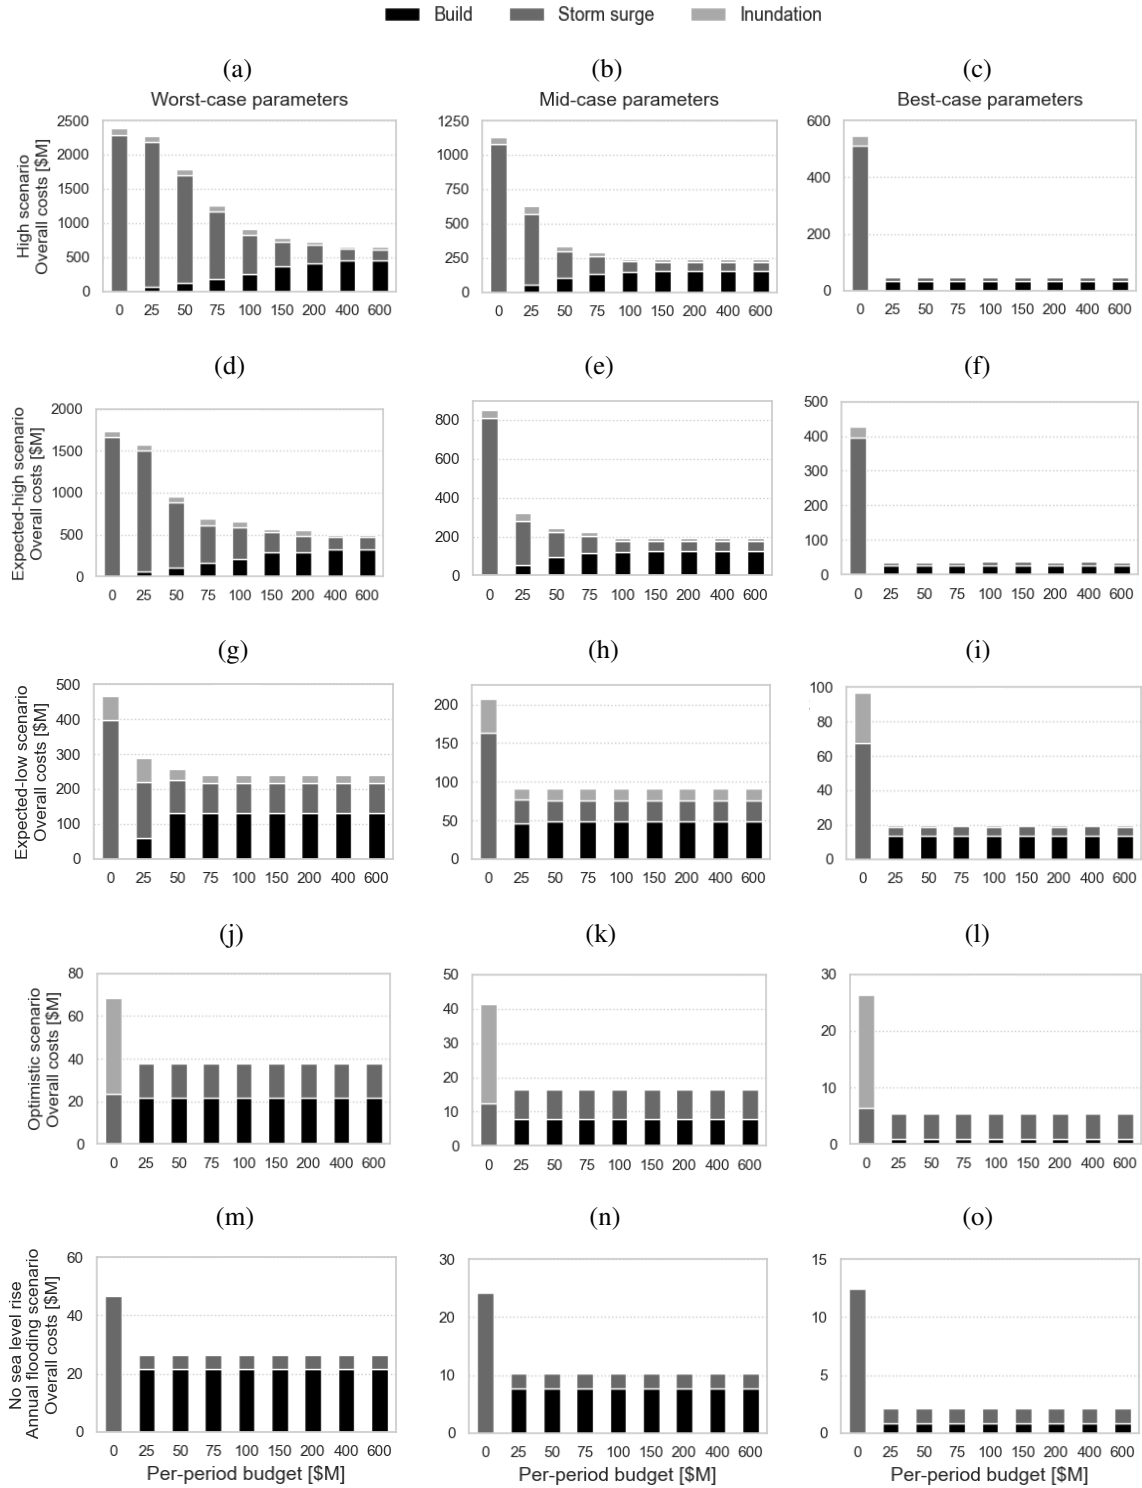 Build Storm surge Inundation
(a) (b) (c)
Worst-case parameters Mid-case parameters Best-case parameters
High scenario
Overall costs [$M]
2500
2000
1500
1000
500
0
0 25 50 75 100 150 200 400 600
1250
1000
750
500
250
0
0 25 50 75 100 150 200 400 600
600
400
200
0
0 25 50 75 100 150 200 400 600
(d) (e) (f)
Expected-high scenario
Overall costs [$M]
2000
1500
1000
500
0
0 25 50 75 100 150 200 400 600
800
600
400
200
0
0 25 50 75 100 150 200 400 600
500
400
300
200
100
0
0 25 50 75 100 150 200 400 600
(g) (h) (i)
Expected-low scenario
Overall costs [$M]
500
400
300
200
100
0
0 25 50 75 100 150 200 400 600
200
150
100
50
0
0 25 50 75 100 150 200 400 600
100
80
60
40
20
0
0 25 50 75 100 150 200 400 600
(j) (k) (l)
Optimistic scenario
Overall costs [$M]
80
60
40
20
0
0 25 50 75 100 150 200 400 600
50
40
30
20
10
0
0 25 50 75 100 150 200 400 600
30
20
10
0
0 25 50 75 100 150 200 400 600
(m) (n) (o)
No sea level rise
Annual flooding scenario
Overall costs [$M]
60
40
20
0
0 25 50 75 100 150 200 400 600
Per-period budget [$M]
30
20
10
0
0 25 50 75 100 150 200 400 600
Per-period budget [$M]
15
10
5
0
0 25 50 75 100 150 200 400 600
Per-period budget [$M]